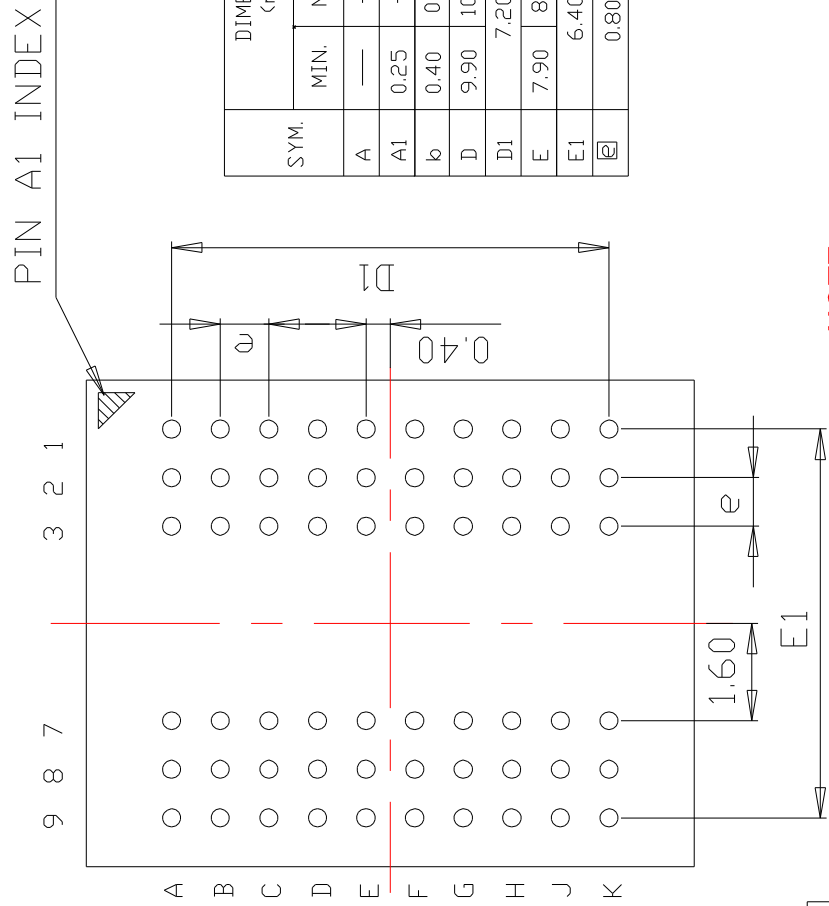 PIN A1 INDEX
SYM.
MIN.
A —
A1 0.25
b 0.40
D 9.90
D1 7.20
E 7.90
E1 6.40
e 0.80
D1
e
0.40
1
2
3
7
8
9
e
1.60
E1
A
B
C
D
E
F
G
H
J
K